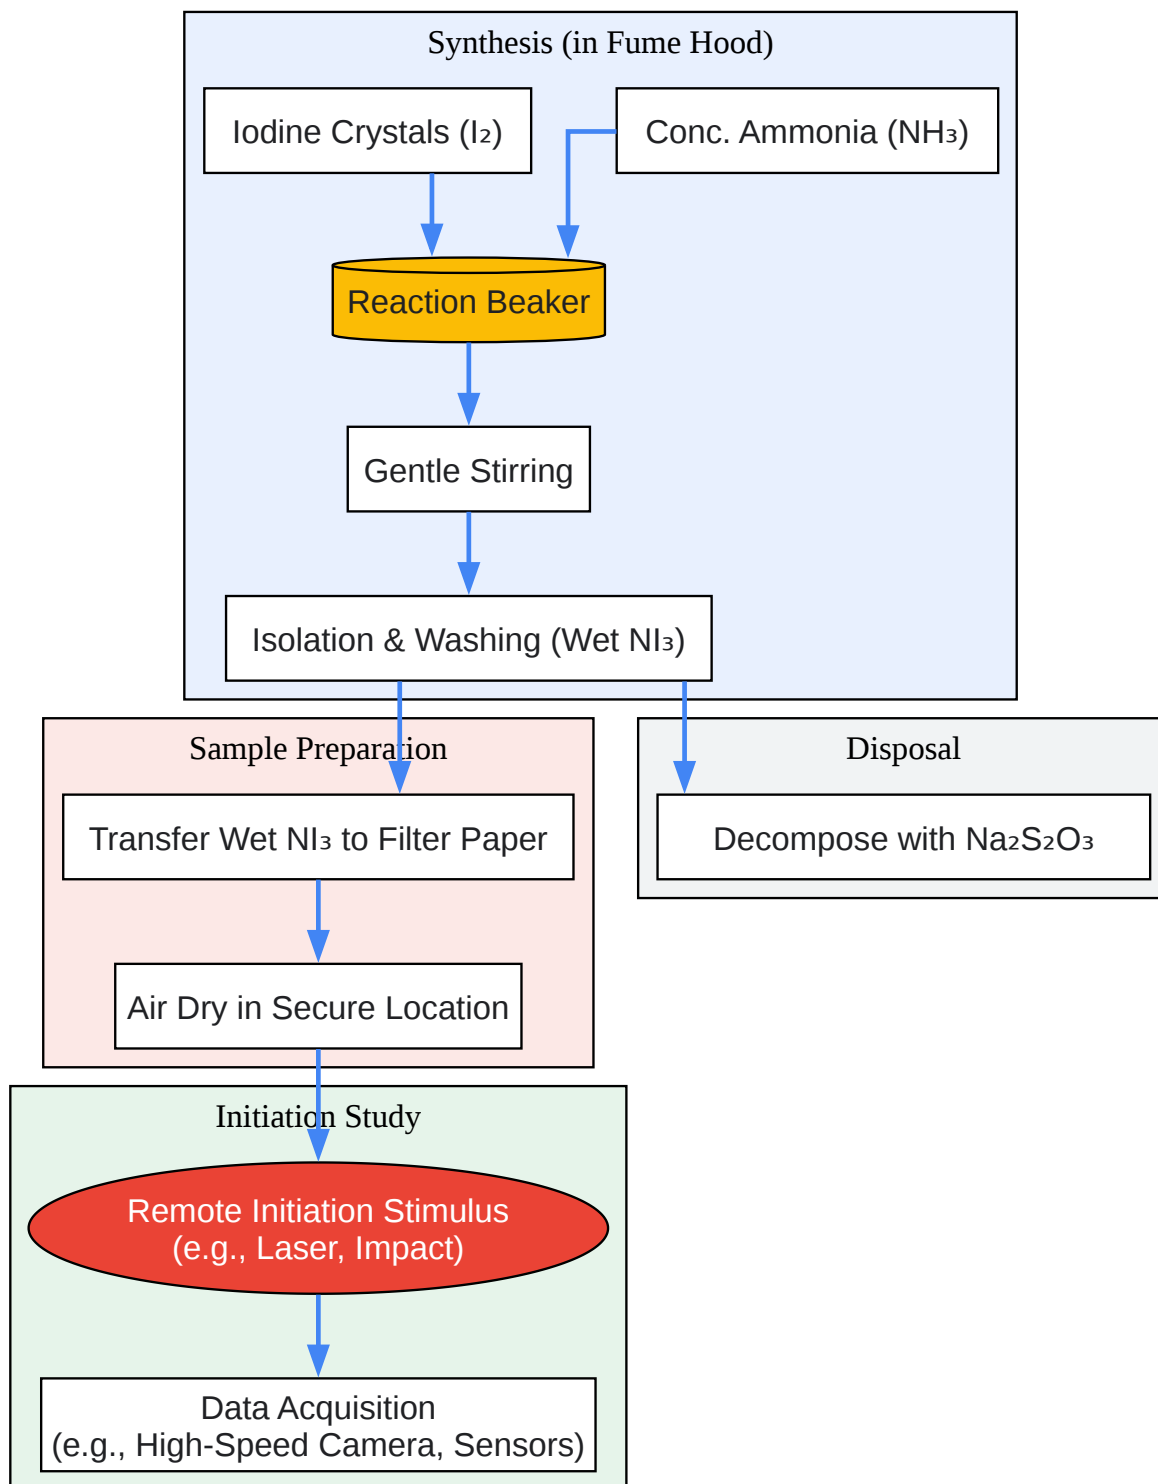 Synthesis (in Fume Hood)
Iodine Crystals (I₂)
Conc. Ammonia (NH₃)
Reaction Beaker
Gentle Stirring
Isolation & Washing (Wet NI₃)
Sample Preparation
Disposal
Transfer Wet NI₃ to Filter Paper
Decompose with Na₂S₂O₃
Air Dry in Secure Location
Initiation Study
Remote Initiation Stimulus
(e.g., Laser, Impact)
Data Acquisition
(e.g., High-Speed Camera, Sensors)